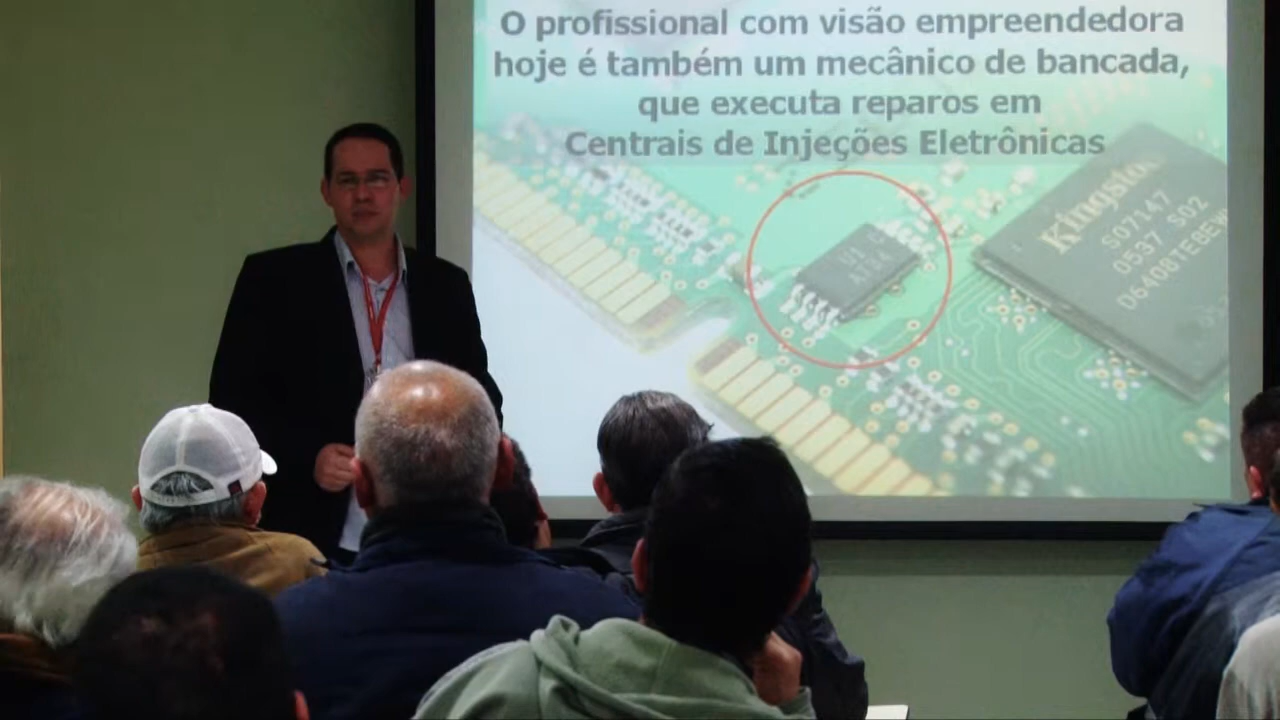 O profissional com visão empreendedora
hoje é também um mecânico de bancada,
que executa reparos em
Centrais de Injeções Eletrônicas
Kingston
S07147
0537 S02
U1